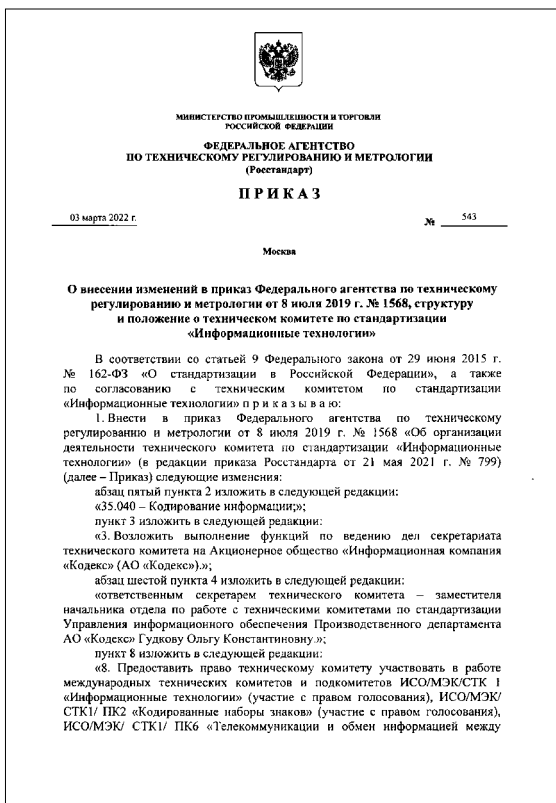 МИНИСТЕРСТВО ПРОМЫШЛЕННОСТИ И ТОРГОВЛИ
РОССИЙСКОЙ ФЕДЕРАЦИИ
ФЕДЕРАЛЬНОЕ АГЕНТСТВО
ПО ТЕХНИЧЕСКОМУ РЕГУЛИРОВАНИЮ И МЕТРОЛОГИИ
(Росстандарт)
П Р И К А З
03 марта 2022 г. № 543
Москва
О внесении изменений в приказ Федерального агентства по техническому
регулированию и метрологии от 8 июля 2019 г. № 1568, структуру
и положение о техническом комитете по стандартизации
«Информационные технологии»
В соответствии со статьей 9 Федерального закона от 29 июня 2015 г.
№ 162-ФЗ «О стандартизации в Российской Федерации», а также
по согласованию с техническим комитетом по стандартизации
«Информационные технологии» п р и к а з ы в а ю:
1. Внести в приказ Федерального агентства по техническому
регулированию и метрологии от 8 июля 2019 г. № 1568 «Об организации
деятельности технического комитета по стандартизации «Информационные
технологии» (в редакции приказа Росстандарта от 21 мая 2021 г. № 799)
(далее – Приказ) следующие изменения:
абзац пятый пункта 2 изложить в следующей редакции:
«35.040 – Кодирование информации;»;
пункт 3 изложить в следующей редакции:
«3. Возложить выполнение функций по ведению дел секретариата
технического комитета на Акционерное общество «Информационная компания
«Кодекс» (АО «Кодекс»).»;
абзац шестой пункта 4 изложить в следующей редакции:
«ответственным секретарем технического комитета – заместителя
начальника отдела по работе с техническими комитетами по стандартизации
Управления информационного обеспечения Производственного департамента
АО «Кодекс» Гудкову Ольгу Константиновну.»;
пункт 8 изложить в следующей редакции:
«8. Предоставить право техническому комитету участвовать в работе
международных технических комитетов и подкомитетов ИСО/МЭК/СТК 1
«Информационные технологии» (участие с правом голосования), ИСО/МЭК/
СТК1/ ПК2 «Кодированные наборы знаков» (участие с правом голосования),
ИСО/МЭК/ СТК1/ ПК6 «Телекоммуникации и обмен информацией между